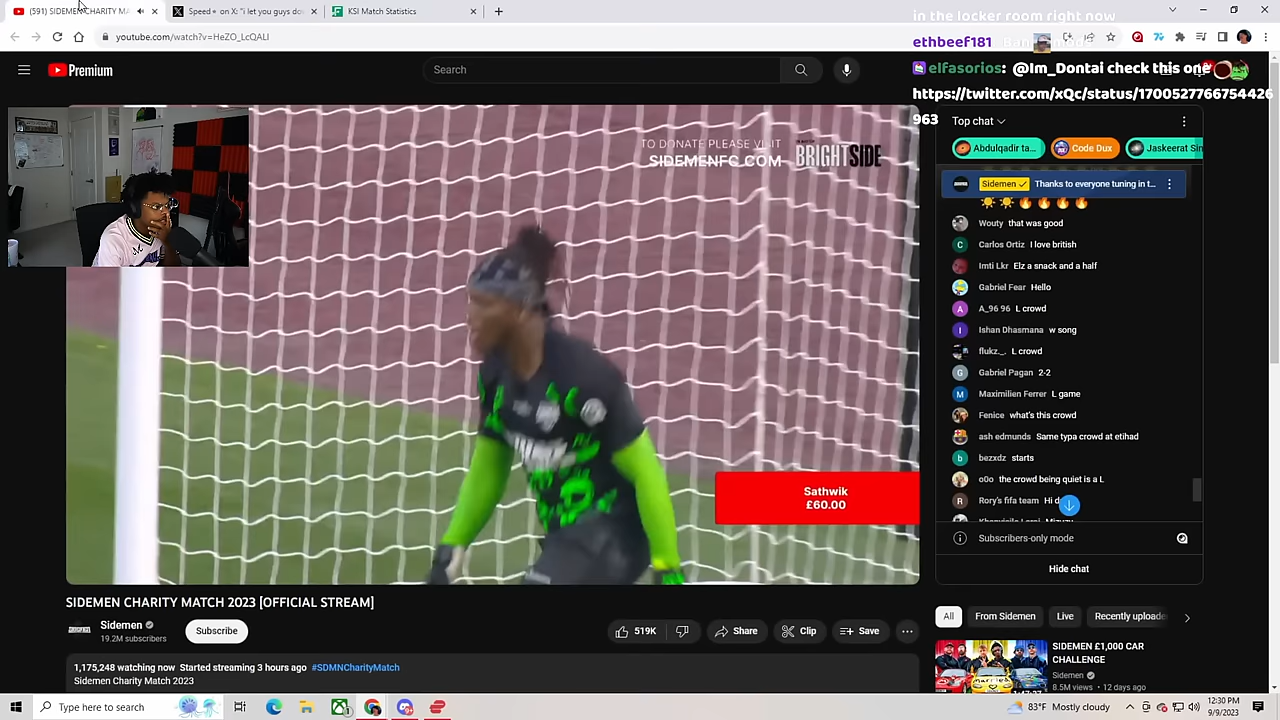 (591) SIDEMEN CHARITY MA
Speed⭐ on X: "i let you guys do
KSI Match Statistics
youtube.com/watch?v=HeZO_LcQALI
in the locker room right now
ethbeef181
elfasorios: @Im_Dontai check this one
https://twitter.com/xQc/status/1700527766754426
963
Premium
Search
TO DONATE PLEASE VISIT
SIDEMENFC.COM
BRIGHTSIDE
Sathwik
£60.00
Top chat
Abdulqadir ta...
Code Dux
Jaskeerat Sin
Sidemen Thanks to everyone tuning in t...
Wouty that was good
Carlos Ortiz I love british
Imti Lkr Elz a snack and a half
Gabriel Fear Hello
A_96 96 L crowd
Ishan Dhasmana w song
flukz._. L crowd
Gabriel Pagan 2-2
Maximilien Ferrer L game
Fenice what's this crowd
ash edmunds Same typa crowd at etihad
bezxdz starts
o0o the crowd being quiet is a L
Rory's fifa team Hi
Subscribers-only mode
Hide chat
SIDEMEN CHARITY MATCH 2023 [OFFICIAL STREAM]
Sidemen
19.2M subscribers
Subscribe
519K
Share
Clip
Save
1,175,248 watching now Started streaming 3 hours ago #SDMNCharityMatch
Sidemen Charity Match 2023
All
From Sidemen
Live
Recently uploade
SIDEMEN £1,000 CAR
CHALLENGE
Sidemen
8.5M views • 12 days ago
Type here to search
83°F Mostly cloudy
12:30 PM
9/9/2023